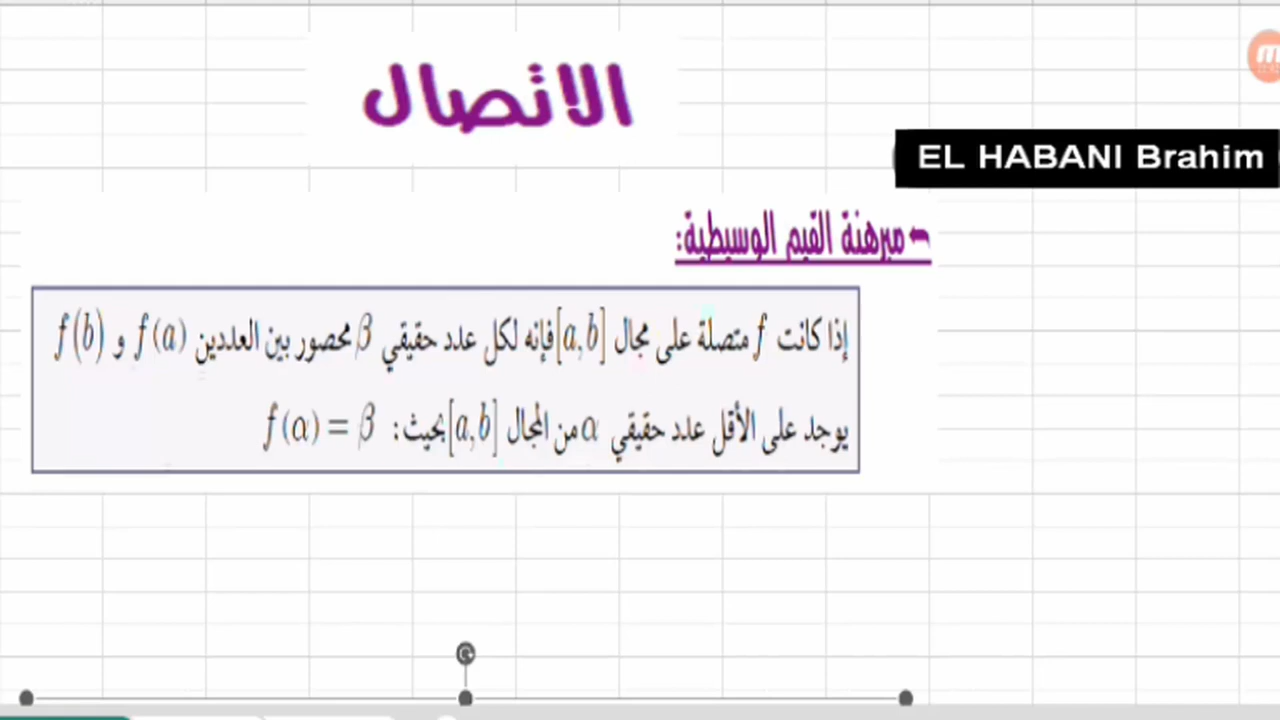 الاتصال
EL HABANI Brahim
مبرهنة القيم الوسيطية:
إذا كانت f متصلة على مجال [a,b] فإنه لكل عدد حقيقي β محصور بين العددين f(a) و f(b)
يوجد على الأقل عدد حقيقي α من المجال [a,b] بحيث: f(α) = β